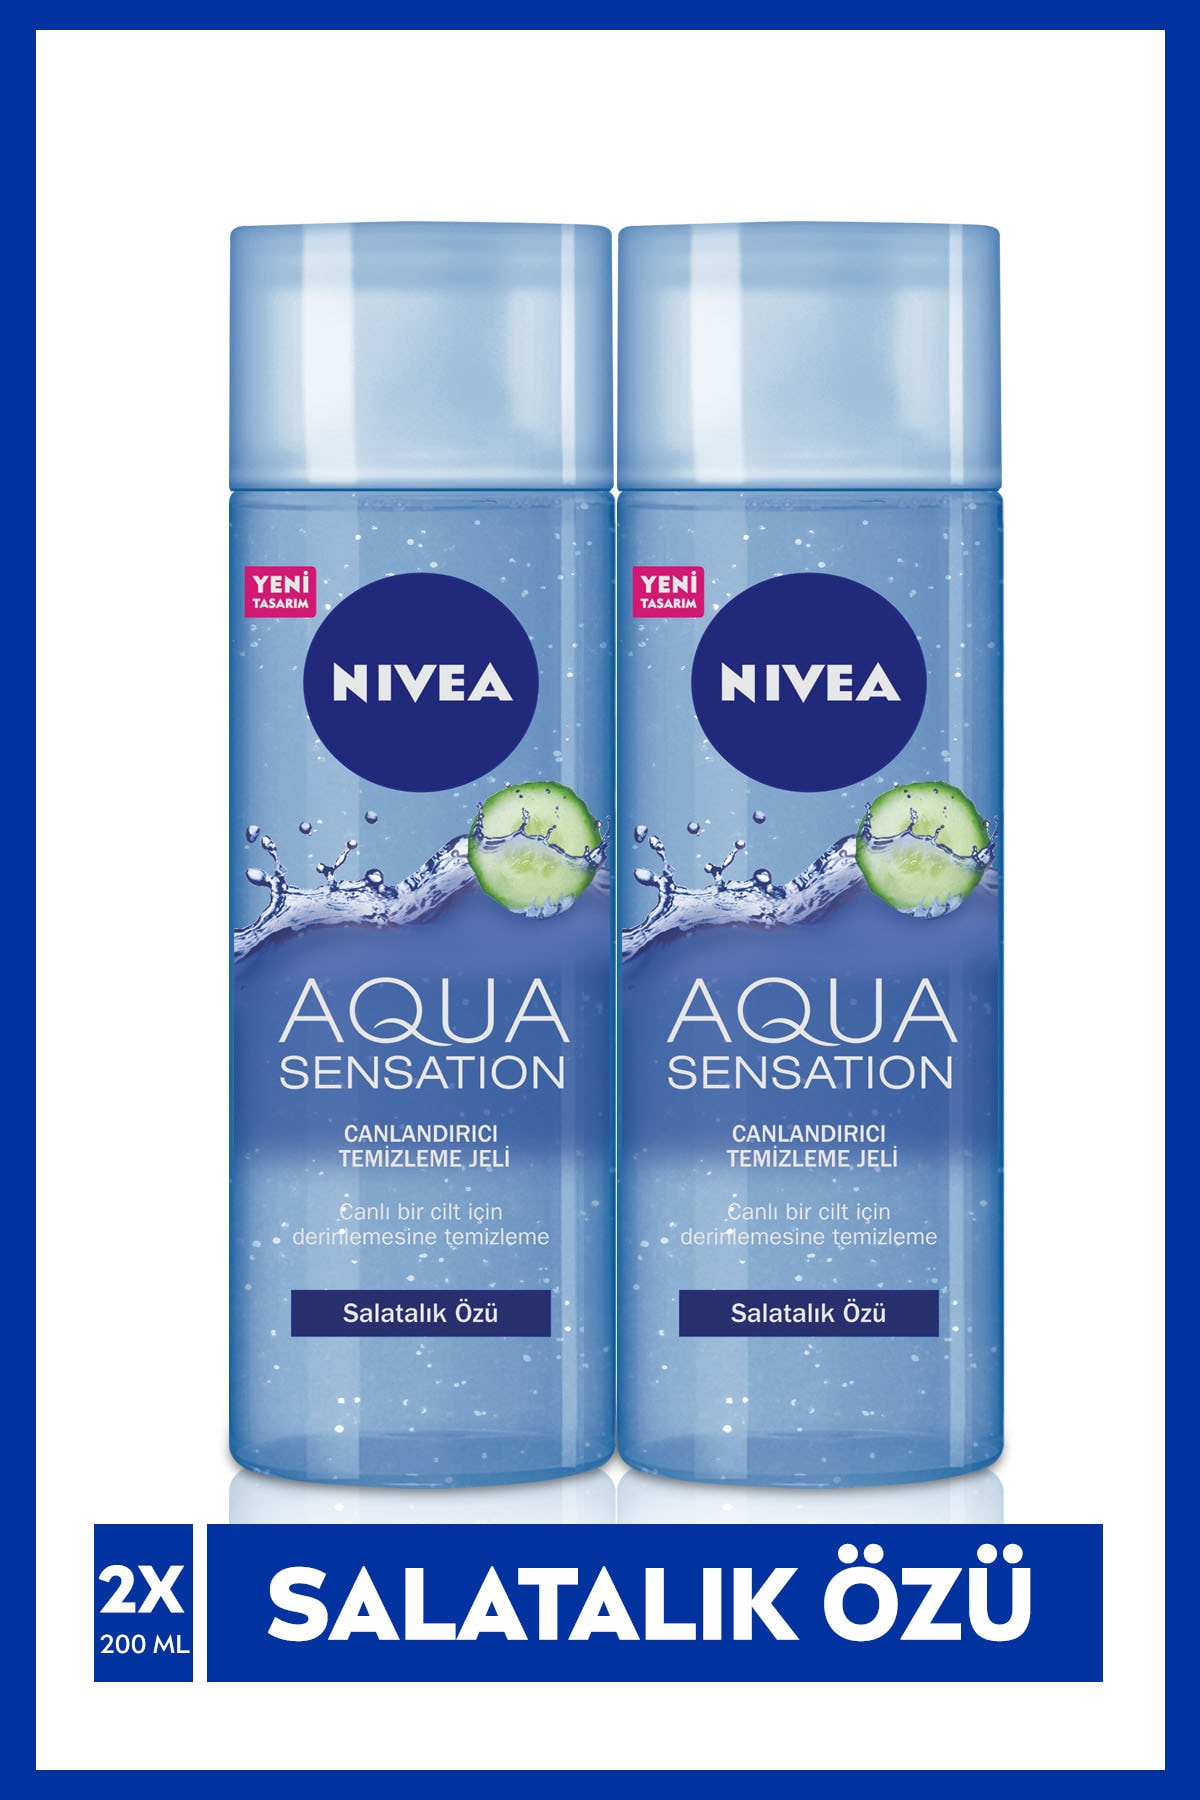 YENİ
TASARIM
NIVEA
AQUA
SENSATION
CANLANDIRICI
TEMİZLEME JELİ
Canlı bir cilt için
derinlemesine temizleme
Salatalık Özü
YENİ
TASARIM
NIVEA
AQUA
SENSATION
CANLANDIRICI
TEMİZLEME JELİ
Canlı bir cilt için
derinlemesine temizleme
Salatalık Özü
2X
200 ML
SALATALIK ÖZÜ